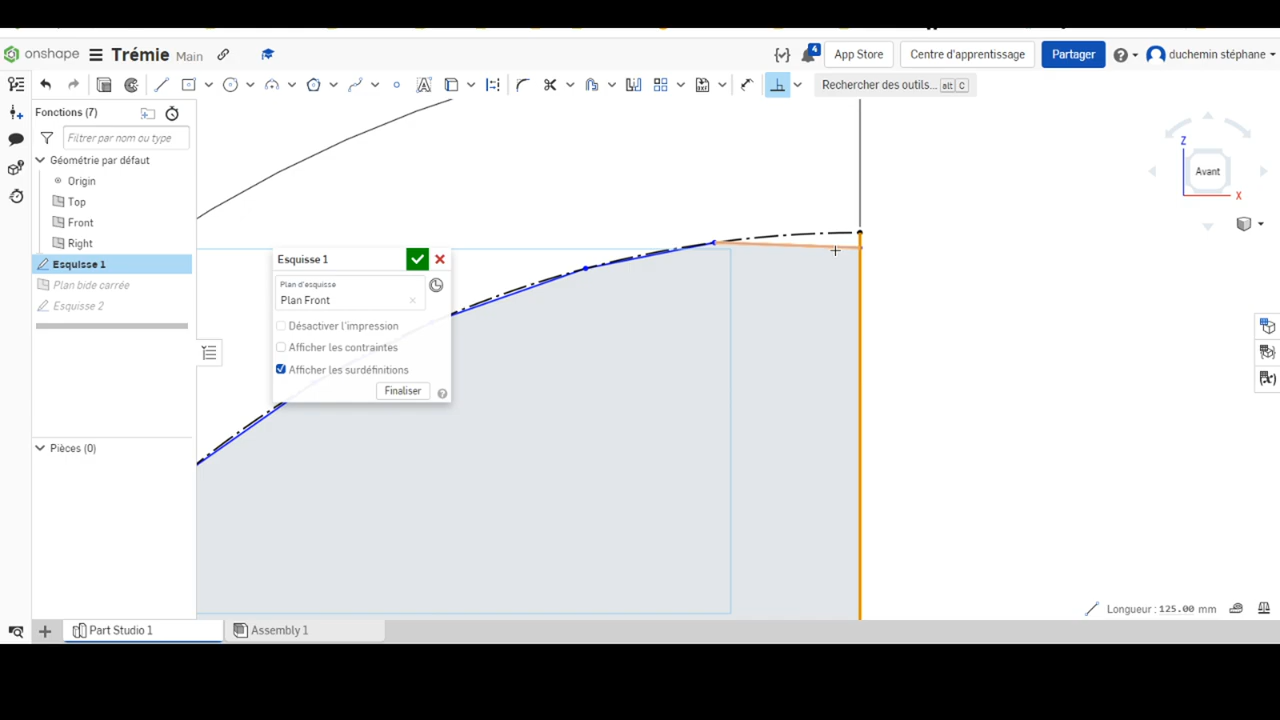 onshape
Trémie Main
4
App Store
Centre d'apprentissage
Partager
duchemin stéphane
Rechercher des outils... alt C
Fonctions (7)
Filtrer par nom ou type
Géométrie par défaut
Origin
Top
Front
Right
Esquisse 1
Plan bide carrée
Esquisse 2
Pièces (0)
Esquisse 1
Plan d'esquisse
Plan Front
Désactiver l'impression
Afficher les contraintes
Afficher les surdéfinitions
Finaliser
Z
Avant
X
Longueur : 125.00 mm
Part Studio 1
Assembly 1